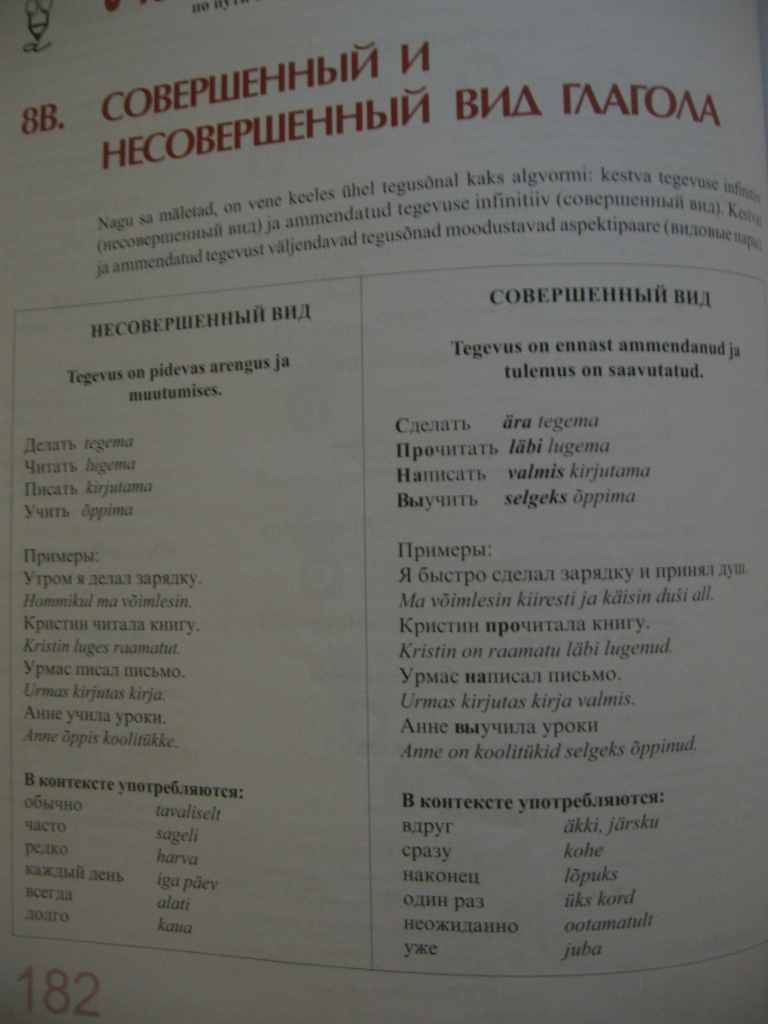 по пути
8В. СОВЕРШЕННЫЙ И
НЕСОВЕРШЕННЫЙ ВИД ГЛАГОЛА
Nagu sa mäletad, on vene keeles ühel tegusõnal kaks algvormi: kestva tegevuse infinitiiv
(несовершенный вид) ja ammendatud tegevuse infinitiiv (совершенный вид). Kestvat
ja ammendatud tegevust väljendavad tegusõnad moodustavad aspektipaare (видовые пары)
НЕСОВЕРШЕННЫЙ ВИД
Tegevus on pidevas arengus ja
muutumises.
Делать tegema
Читать lugema
Писать kirjutama
Учить õppima
Примеры:
Утром я делал зарядку.
Hommikul ma võimlesin.
Кристин читала книгу.
Kristin luges raamatut.
Урмас писал письмо.
Urmas kirjutas kirja.
Анне учила уроки.
Anne õppis koolitükke.
В контексте употребляются:
обычно tavaliselt
часто sageli
редко harva
каждый день iga päev
всегда alati
долго kaua
СОВЕРШЕННЫЙ ВИД
Tegevus on ennast ammendanud ja
tulemus on saavutatud.
Сделать ära tegema
Прочитать läbi lugema
Написать valmis kirjutama
Выучить selgeks õppima
Примеры:
Я быстро сделал зарядку и принял душ.
Ma võimlesin kiiresti ja käisin duši all.
Кристин прочитала книгу.
Kristin on raamatu läbi lugenud.
Урмас написал письмо.
Urmas kirjutas kirja valmis.
Анне выучила уроки
Anne on koolitükid selgeks õppinud.
В контексте употребляются:
вдруг äkki, järsku
сразу kohe
наконец lõpuks
один раз üks kord
неожиданно ootamatult
уже juba
182